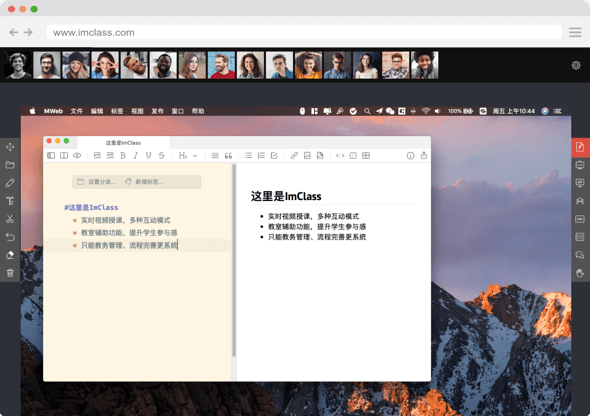 www.imclass.com
MWeb 文件 编辑 标签 视图 发布 窗口 帮助 100% 周五 上午10:44
这里是ImClass
设置分类... 新增标签...
#这里是ImClass
* 实时视频授课，多种互动模式
* 教室辅助功能，提升学生参与感
* 只能教务管理、流程完善更系统
这里是ImClass
• 实时视频授课，多种互动模式
• 教室辅助功能，提升学生参与感
• 只能教务管理、流程完善更系统